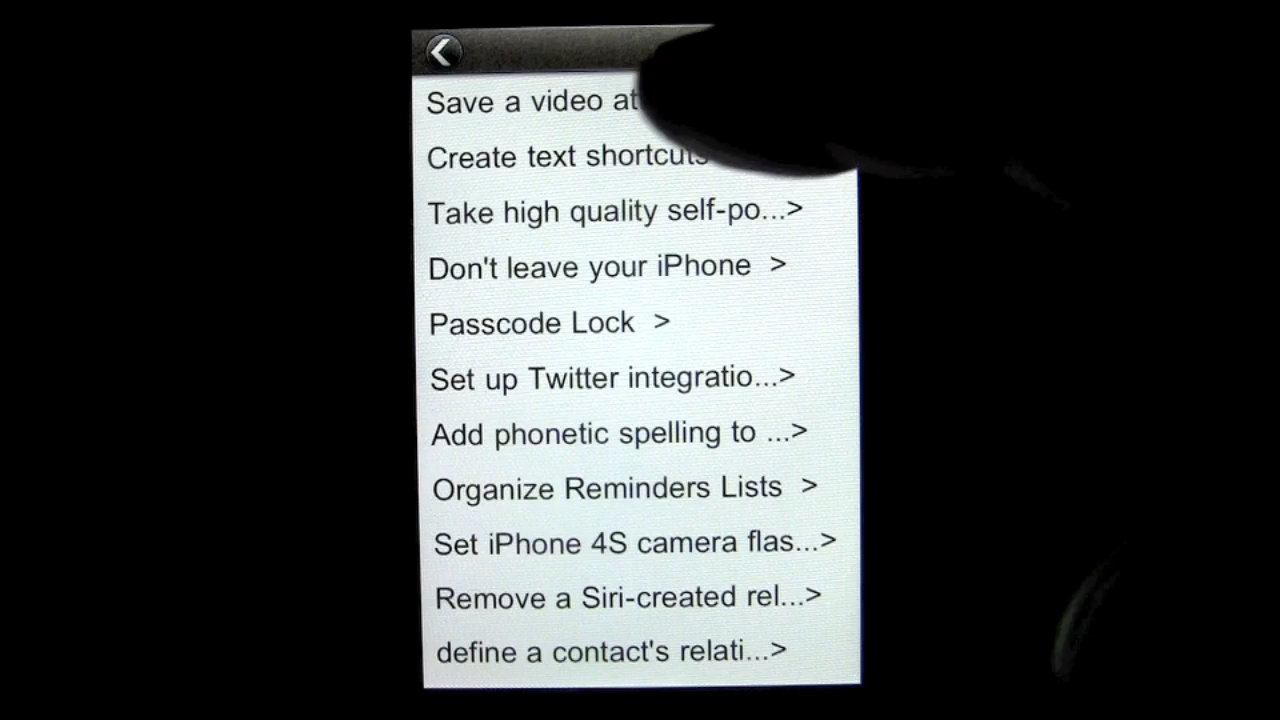 Save a video
Create text shortcuts
Take high quality self-po...>
Don't leave your iPhone >
Passcode Lock >
Set up Twitter integratio...>
Add phonetic spelling to ...>
Organize Reminders Lists >
Set iPhone 4S camera flas...>
Remove a Siri-created rel...>
define a contact's relati...>